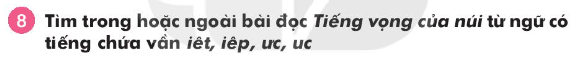 8 Tìm trong hoặc ngoài bài đọc Tiếng vọng của núi từ ngữ có
tiếng chứa vần iêt, iêp, ưc, uc